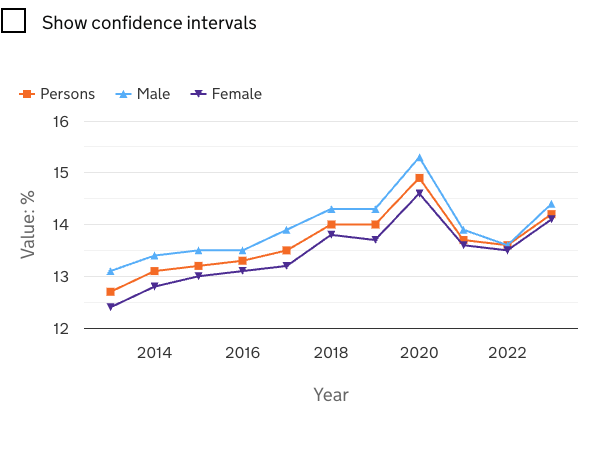 Show confidence intervals
Persons Male Female
16
15
14
13
12
Value: %
2014 2016 2018 2020 2022
Year